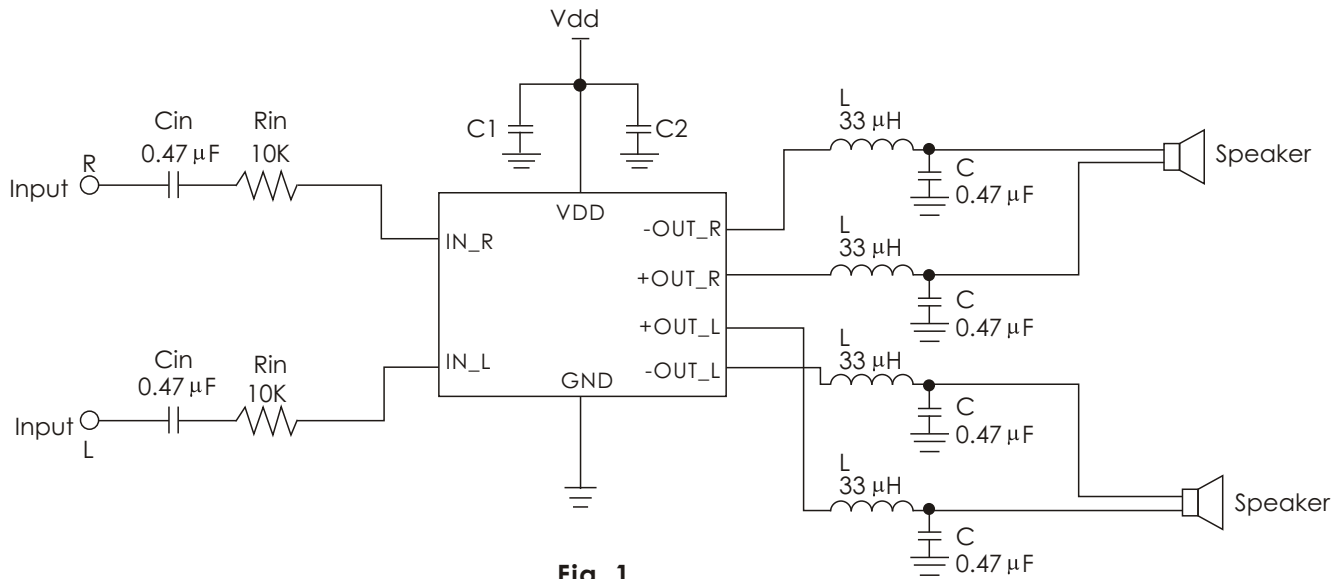 Vdd
C1
C2
Cin
0.47 μF
Rin
10K
Input
R
VDD
IN_R
IN_L
GND
-OUT_R
+OUT_R
+OUT_L
-OUT_L
Cin
0.47 μF
Rin
10K
Input
L
L
33 μH
C
0.47 μF
Speaker
L
33 μH
C
0.47 μF
L
33 μH
C
0.47 μF
L
33 μH
C
0.47 μF
Speaker
Fig. 1